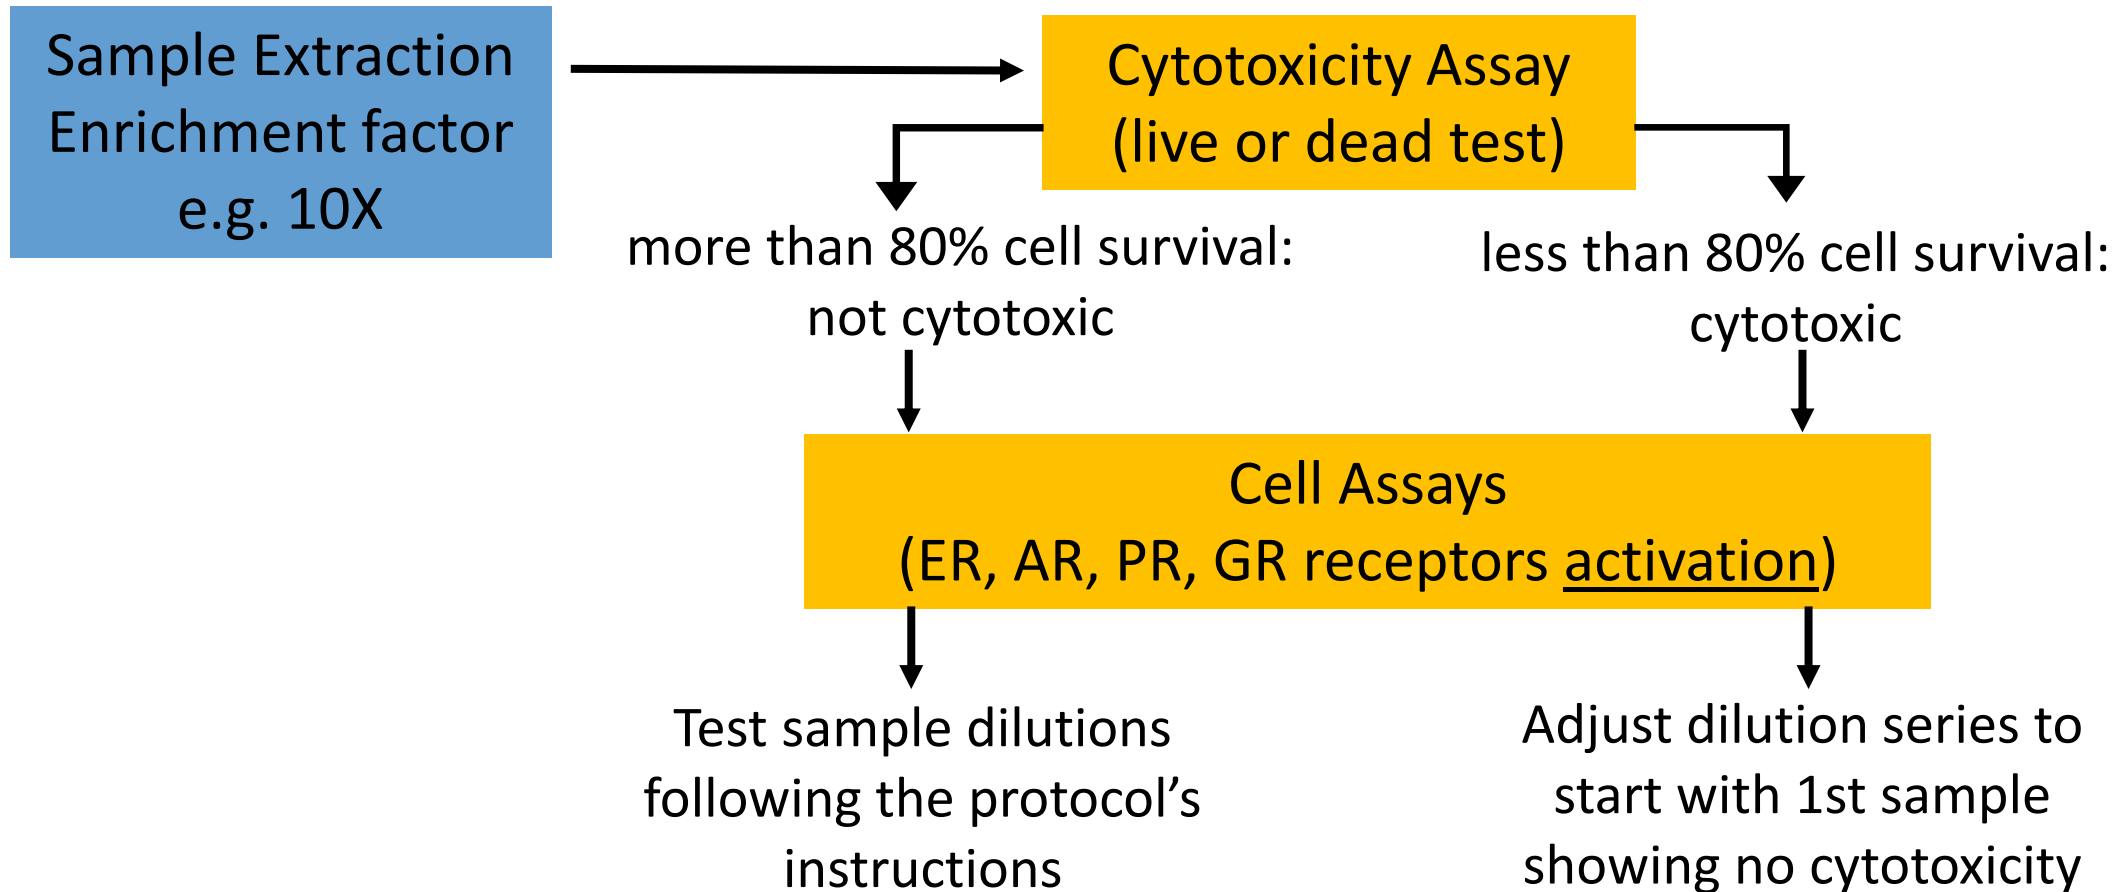 Sample Extraction
Enrichment factor
e.g. 10X
Cytotoxicity Assay
(live or dead test)
more than 80% cell survival:
not cytotoxic
less than 80% cell survival:
cytotoxic
Cell Assays
(ER, AR, PR, GR receptors activation)
Test sample dilutions
following the protocol’s
instructions
Adjust dilution series to
start with 1st sample
showing no cytotoxicity